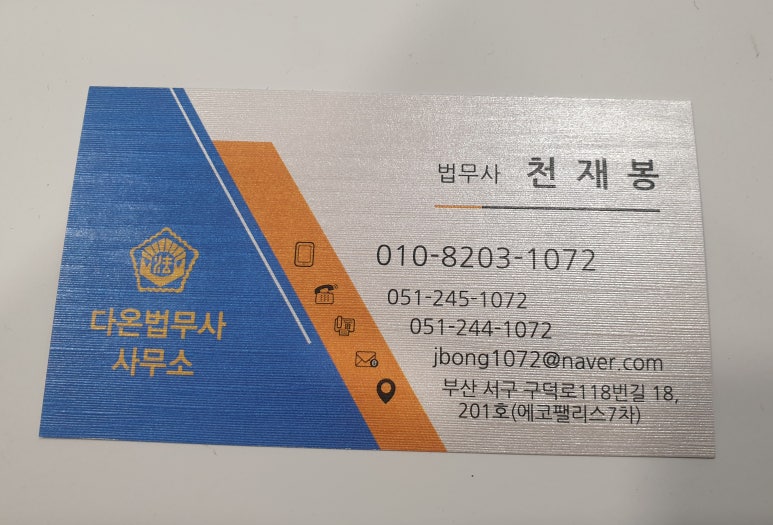 법무사 천재봉
010-8203-1072
051-245-1072
051-244-1072
jbong1072@naver.com
부산 서구 구덕로118번길 18,
201호(에코팰리스7차)
法
다온법무사
사무소